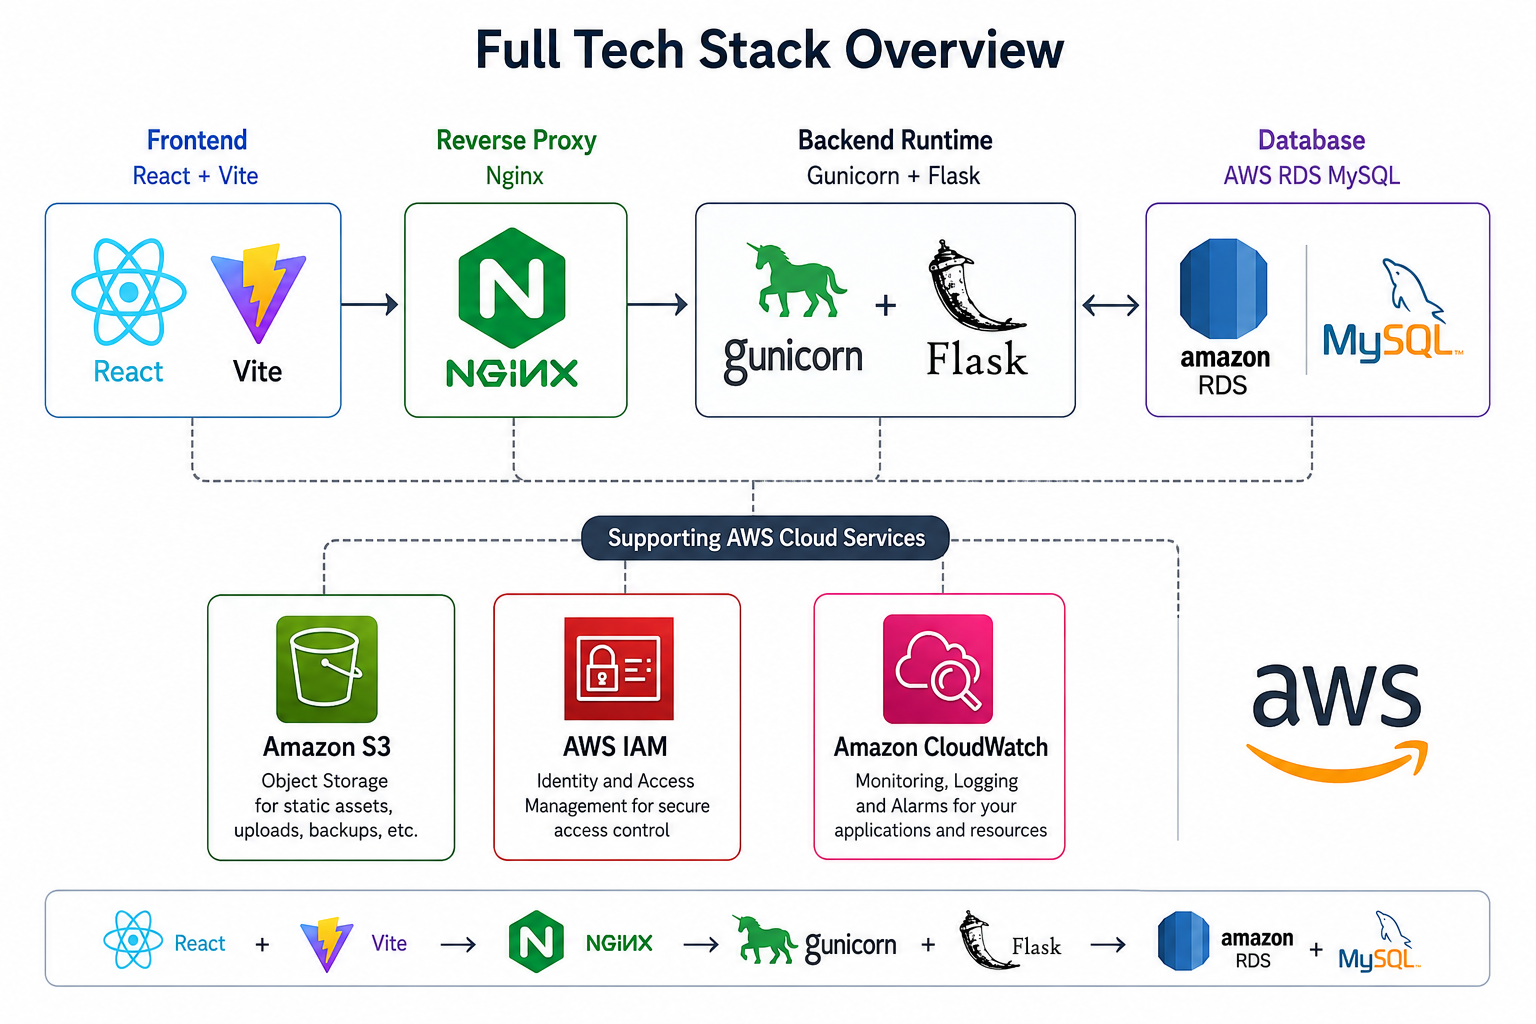 Full Tech Stack Overview
Frontend
React + Vite
Reverse Proxy
Nginx
Backend Runtime
Gunicorn + Flask
Database
AWS RDS MySQL
React
Vite
N
NGiNX
gunicorn
+
Flask
amazon
RDS
MySQL™
Supporting AWS Cloud Services
Amazon S3
Object Storage
for static assets,
uploads, backups, etc.
AWS IAM
Identity and Access
Management for secure
access control
Amazon CloudWatch
Monitoring, Logging
and Alarms for your
applications and resources
aws
React + Vite
N NGiNX
gunicorn + Flask
amazon
RDS
+
MySQL™